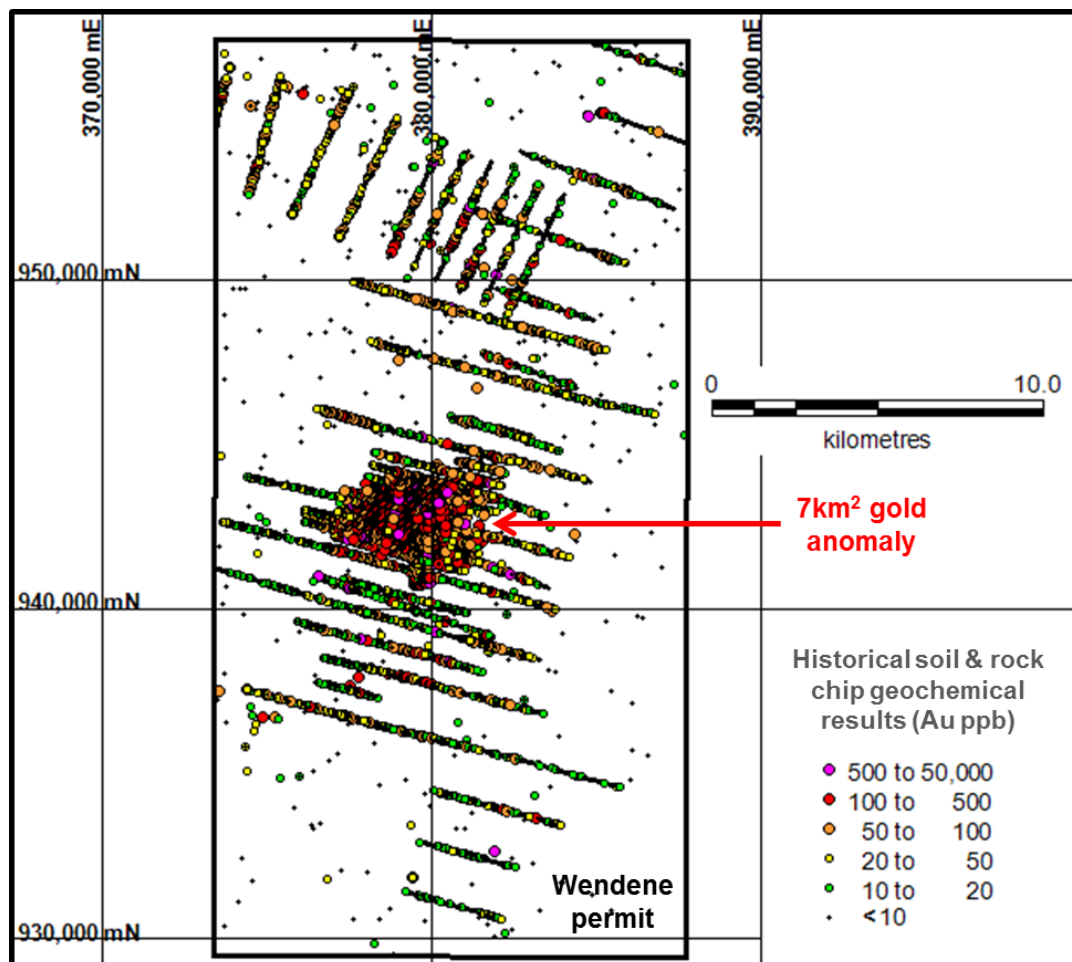 370,000 mE
380,000 mE
390,000 mE
950,000 mN
0 10.0
kilometres
7km² gold
anomaly
940,000 mN
Historical soil & rock
chip geochemical
results (Au ppb)
500 to 50,000
100 to 500
50 to 100
20 to 50
10 to 20
<10
Wendene
permit
930,000 mN